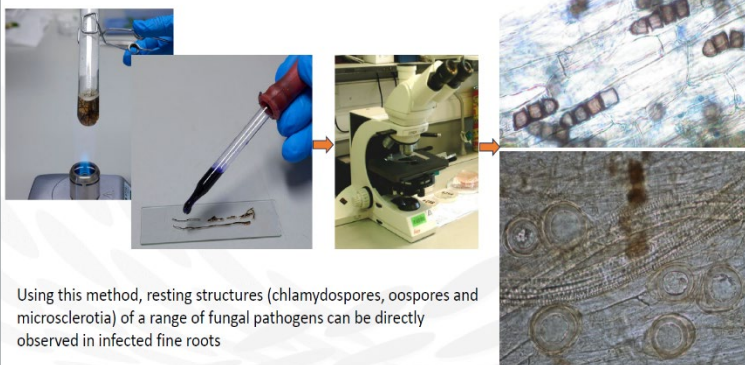 Using this method, resting structures (chlamydospores, oospores and
microsclerotia) of a range of fungal pathogens can be directly
observed in infected fine roots